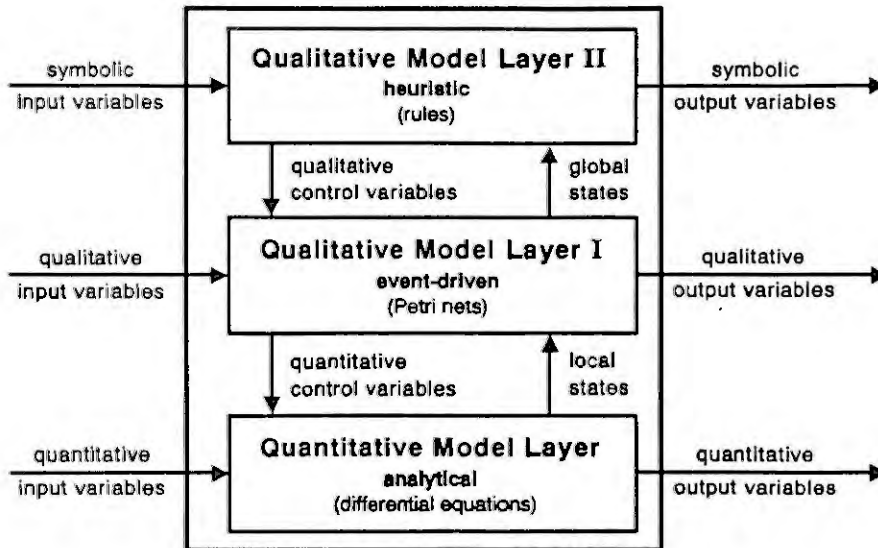 Qualitative Model Layer II
heuristic
(rules)
symbolic
input variables
symbolic
output variables
qualitative
control variables
global
states
Qualitative Model Layer I
event-driven
(Petri nets)
qualitative
input variables
qualitative
output variables
quantitative
control variables
local
states
Quantitative Model Layer
analytical
(differential equations)
quantitative
input variables
quantitative
output variables